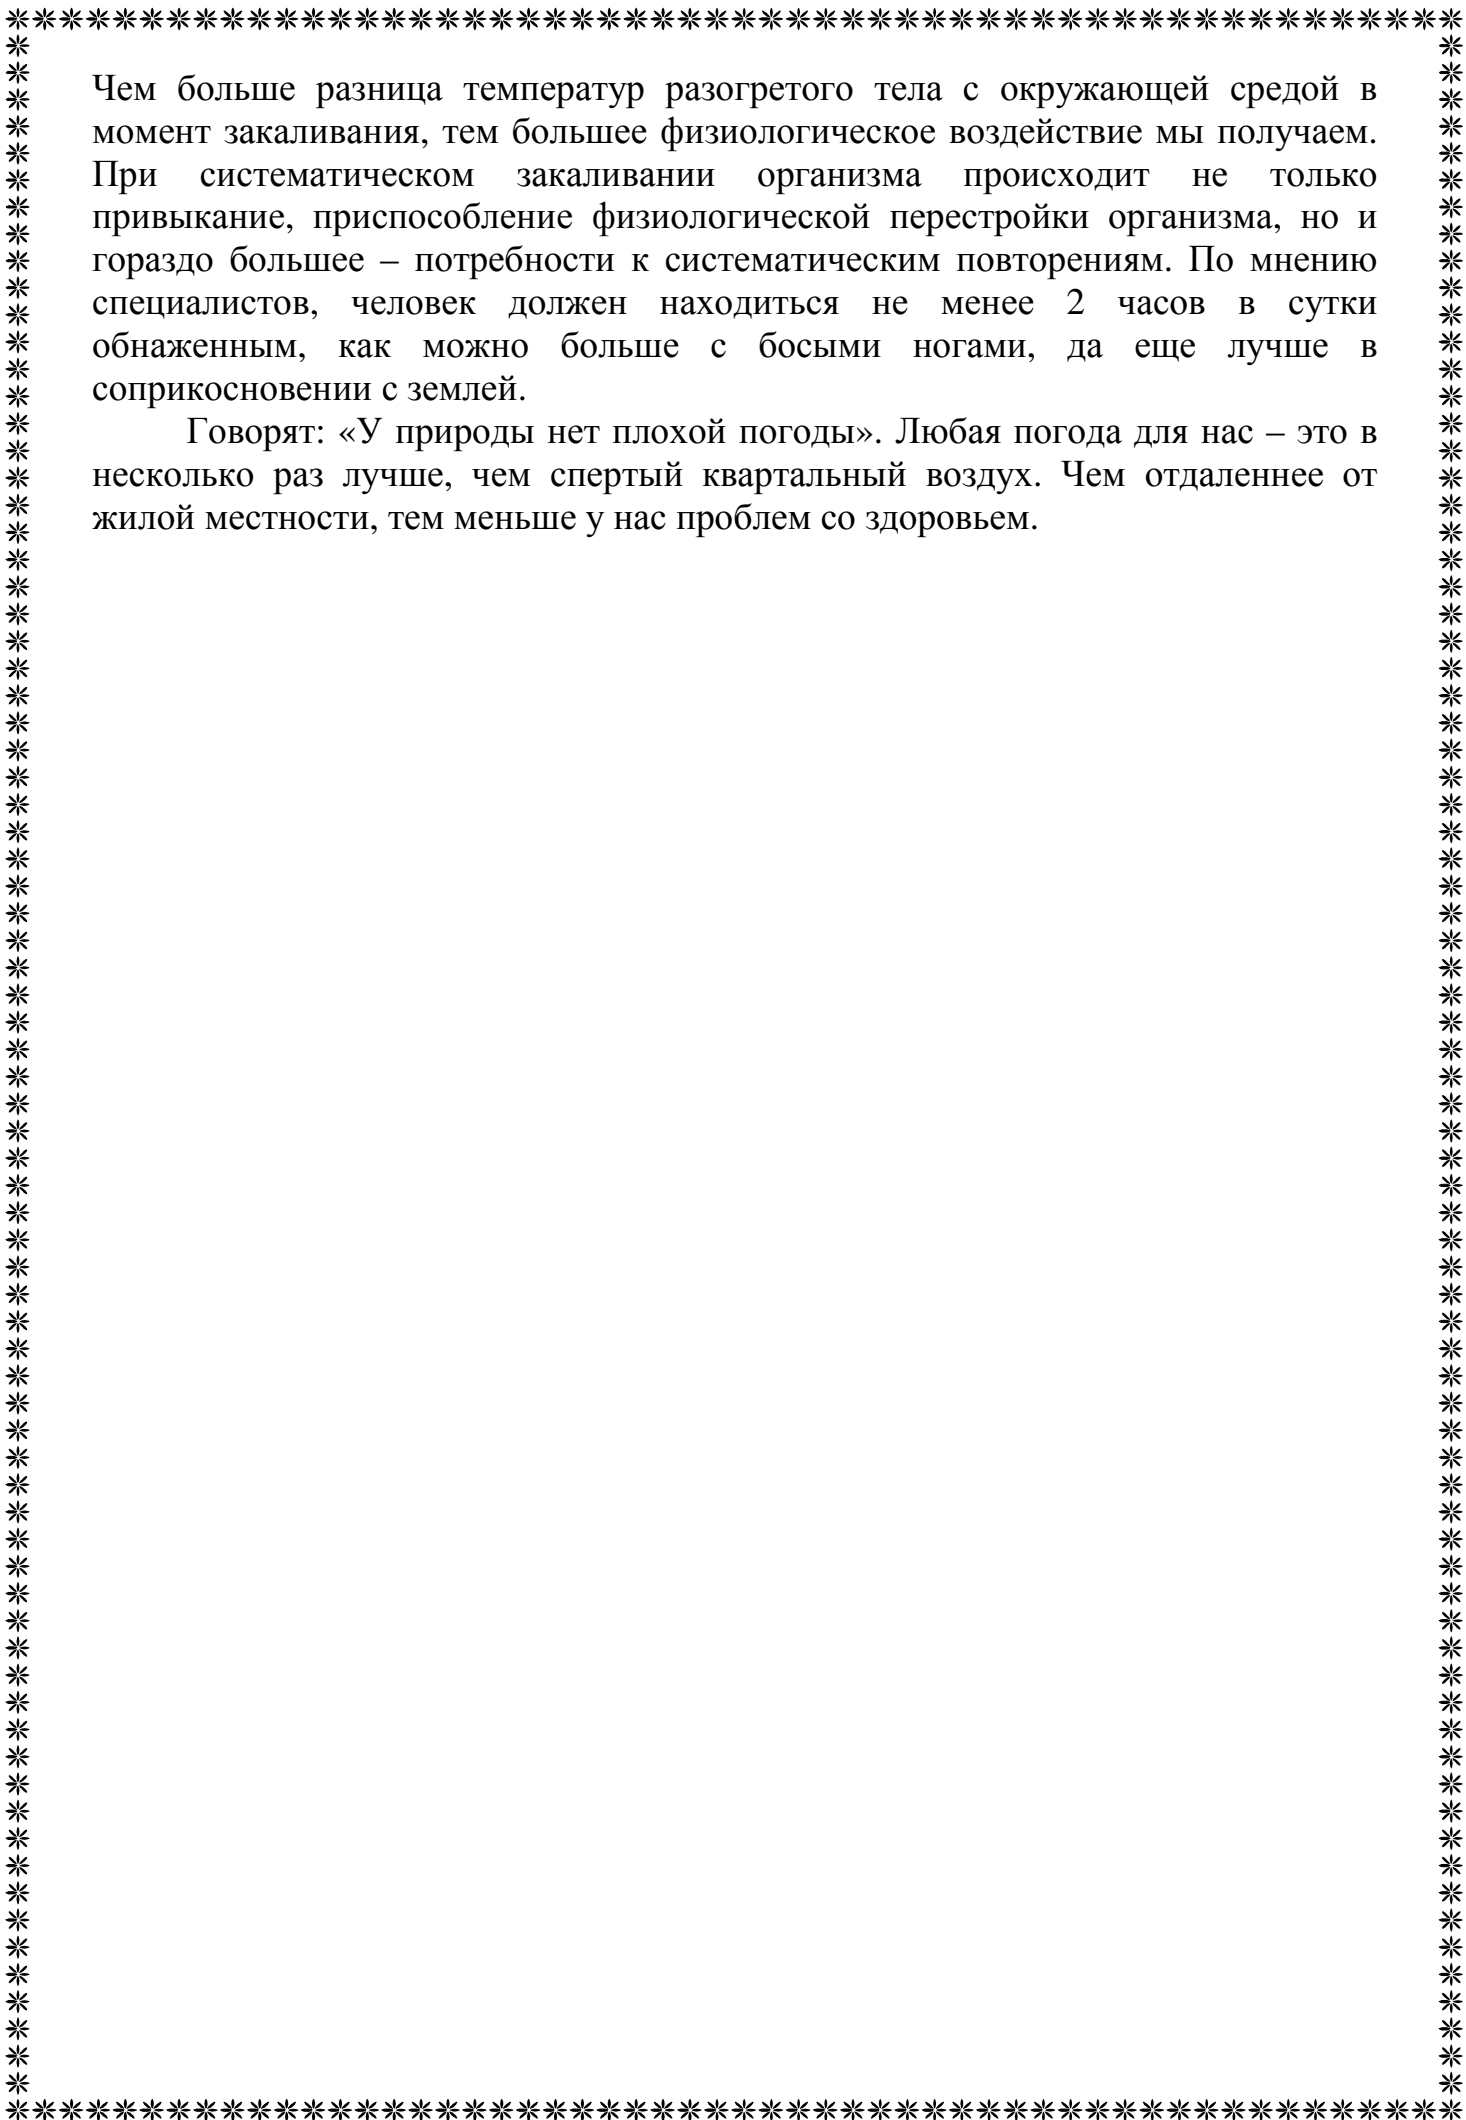 Чем больше разница температур разогретого тела с окружающей средой в
момент закаливания, тем большее физиологическое воздействие мы получаем.
При систематическом закаливании организма происходит не только
привыкание, приспособление физиологической перестройки организма, но и
гораздо большее – потребности к систематическим повторениям. По мнению
специалистов, человек должен находиться не менее 2 часов в сутки
обнаженным, как можно больше с босыми ногами, да еще лучше в
соприкосновении с землей.
Говорят: «У природы нет плохой погоды». Любая погода для нас – это в
несколько раз лучше, чем спертый квартальный воздух. Чем отдаленнее от
жилой местности, тем меньше у нас проблем со здоровьем.